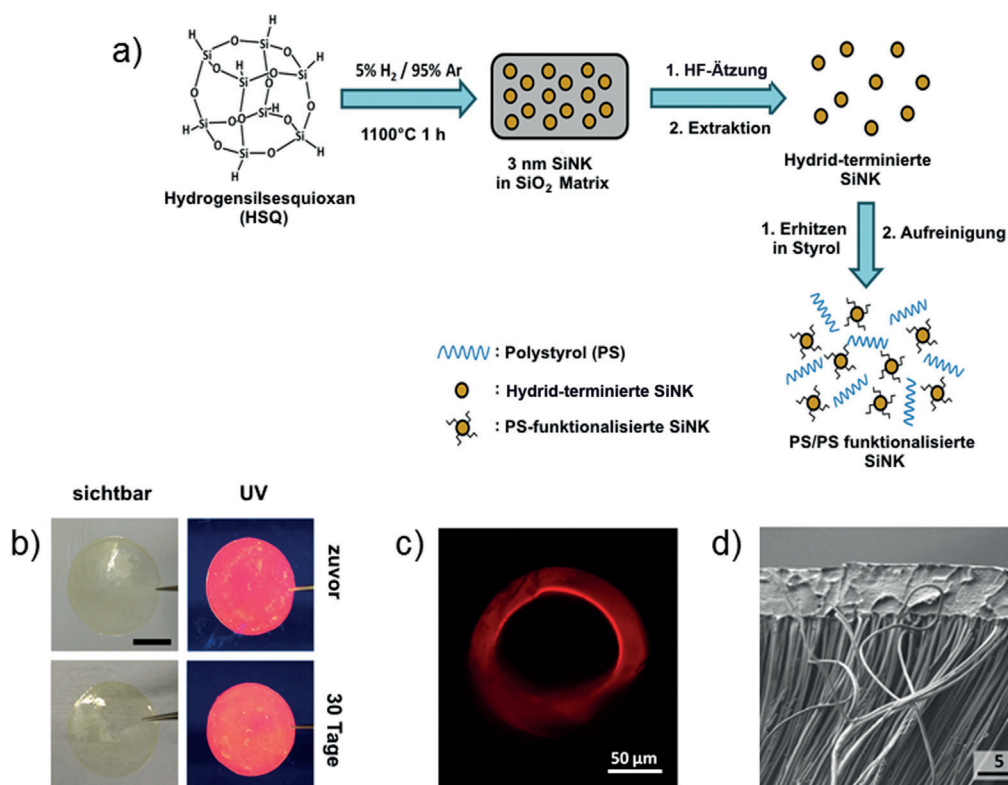 a)
H
H
Si
O
Si
O
O
O
H
Si
H
Si
O
O
O
Si
O
O
Si
H
H
Si
O
Si
H
H
Hydrogensilsesquioxan
(HSQ)
5% H₂ / 95% Ar
1100°C 1 h
3 nm SiNK
in SiO₂ Matrix
1. HF-Ätzung
2. Extraktion
Hydrid-terminierte
SiNK
1. Erhitzen
in Styrol
2. Aufreinigung
: Polystyrol (PS)
: Hydrid-terminierte SiNK
: PS-funktionalisierte SiNK
PS/PS funktionalisierte
SiNK
b)
sichtbar
UV
zuvor
30 Tage
c)
50 µm
d)
5